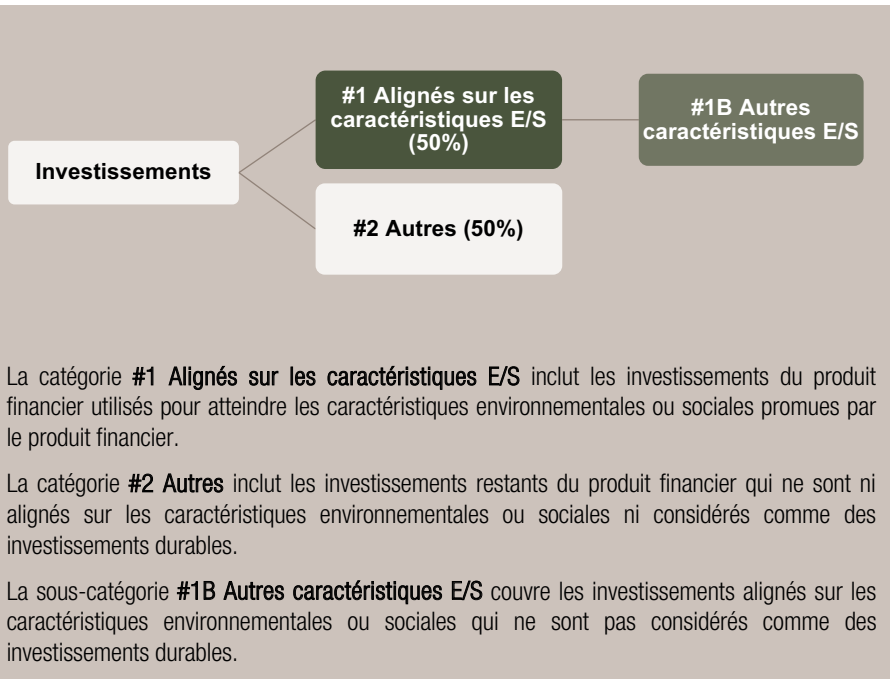 #1 Alignés sur les
caractéristiques E/S
(50%)
#1B Autres
caractéristiques E/S
Investissements
#2 Autres (50%)
La catégorie #1 Alignés sur les caractéristiques E/S inclut les investissements du produit
financier utilisés pour atteindre les caractéristiques environnementales ou sociales promues par
le produit financier.
La catégorie #2 Autres inclut les investissements restants du produit financier qui ne sont ni
alignés sur les caractéristiques environnementales ou sociales ni considérés comme des
investissements durables.
La sous-catégorie #1B Autres caractéristiques E/S couvre les investissements alignés sur les
caractéristiques environnementales ou sociales qui ne sont pas considérés comme des
investissements durables.